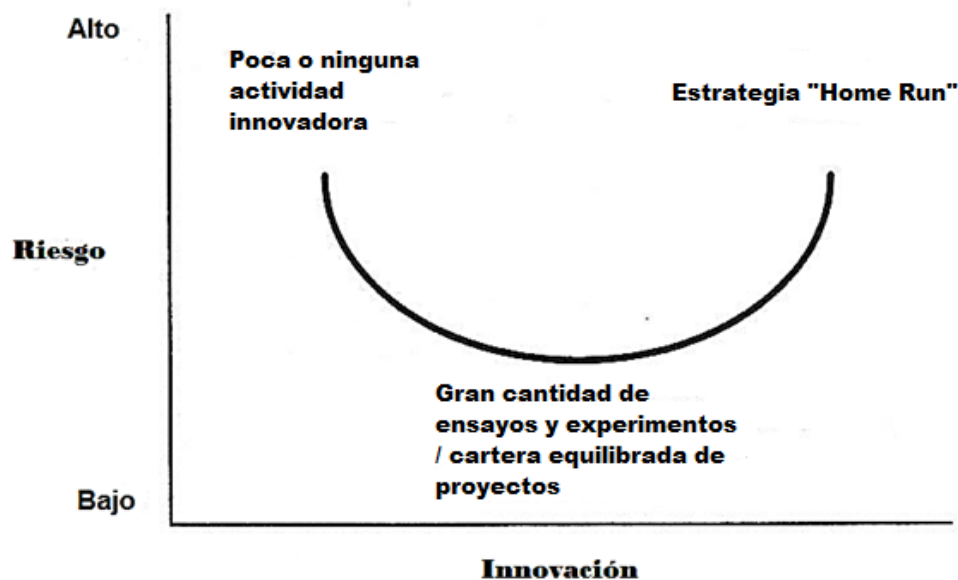 Alto
Poca o ninguna
actividad
innovadora
Estrategia "Home Run"
Riesgo
Gran cantidad de
ensayos y experimentos
/ cartera equilibrada de
proyectos
Bajo
Innovación